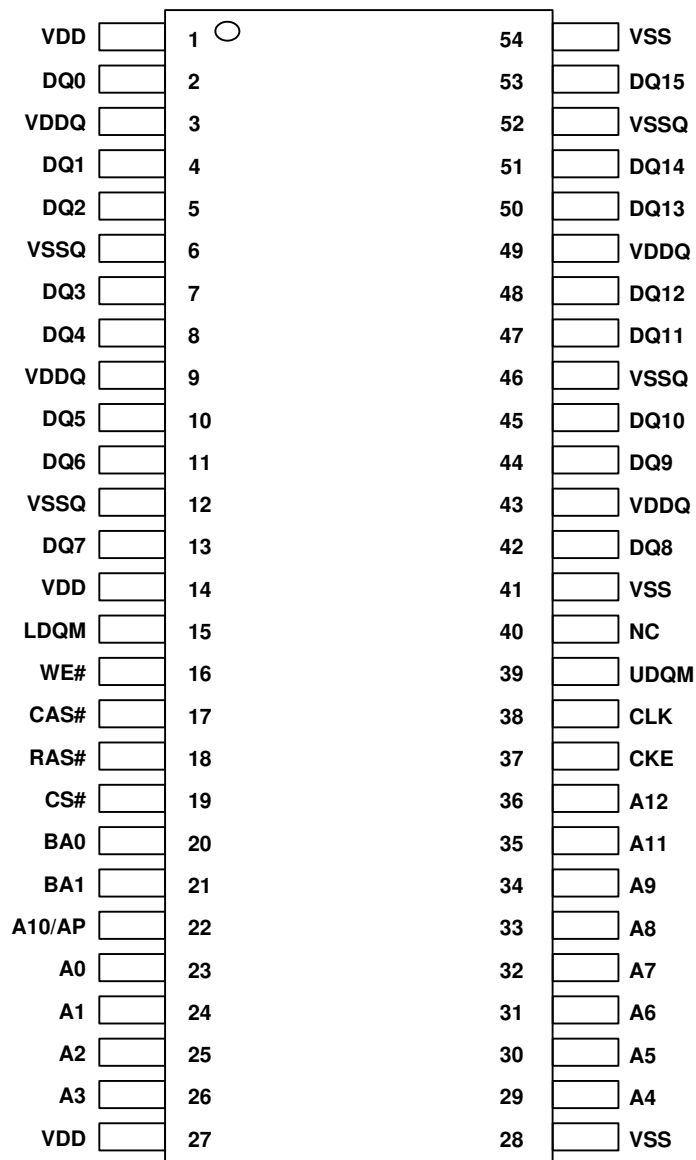 VDD 1 54 VSS
DQ0 2 53 DQ15
VDDQ 3 52 VSSQ
DQ1 4 51 DQ14
DQ2 5 50 DQ13
VSSQ 6 49 VDDQ
DQ3 7 48 DQ12
DQ4 8 47 DQ11
VDDQ 9 46 VSSQ
DQ5 10 45 DQ10
DQ6 11 44 DQ9
VSSQ 12 43 VDDQ
DQ7 13 42 DQ8
VDD 14 41 VSS
LDQM 15 40 NC
WE# 16 39 UDQM
CAS# 17 38 CLK
RAS# 18 37 CKE
CS# 19 36 A12
BA0 20 35 A11
BA1 21 34 A9
A10/AP 22 33 A8
A0 23 32 A7
A1 24 31 A6
A2 25 30 A5
A3 26 29 A4
VDD 27 28 VSS